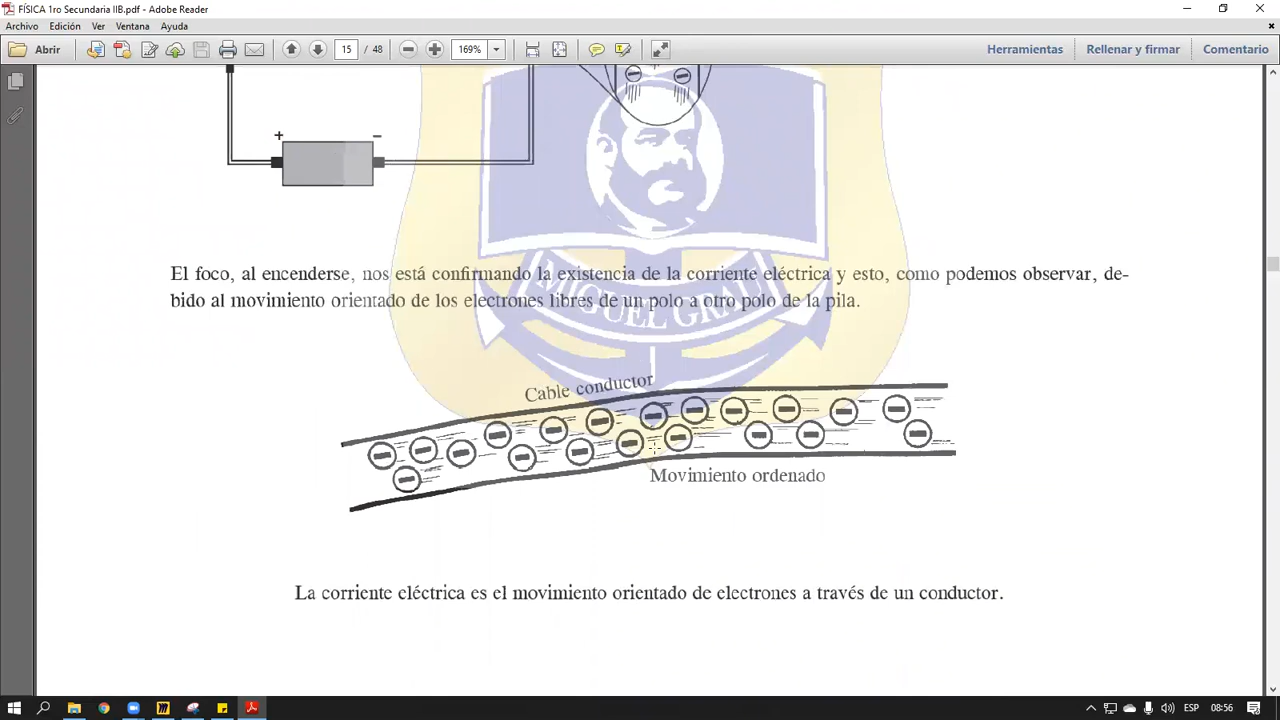 FÍSICA 1ro Secundaria IIB.pdf - Adobe Reader
Archivo Edición Ver Ventana Ayuda
Abrir 15 / 48 169% Herramientas Rellenar y firmar Comentario
+ −
El foco, al encenderse, nos está confirmando la existencia de la corriente eléctrica y esto, como podemos observar, de-
bido al movimiento orientado de los electrones libres de un polo a otro polo de la pila.
MIGUEL GRAU
Cable conductor
Movimiento ordenado
La corriente eléctrica es el movimiento orientado de electrones a través de un conductor.
ESP 08:56